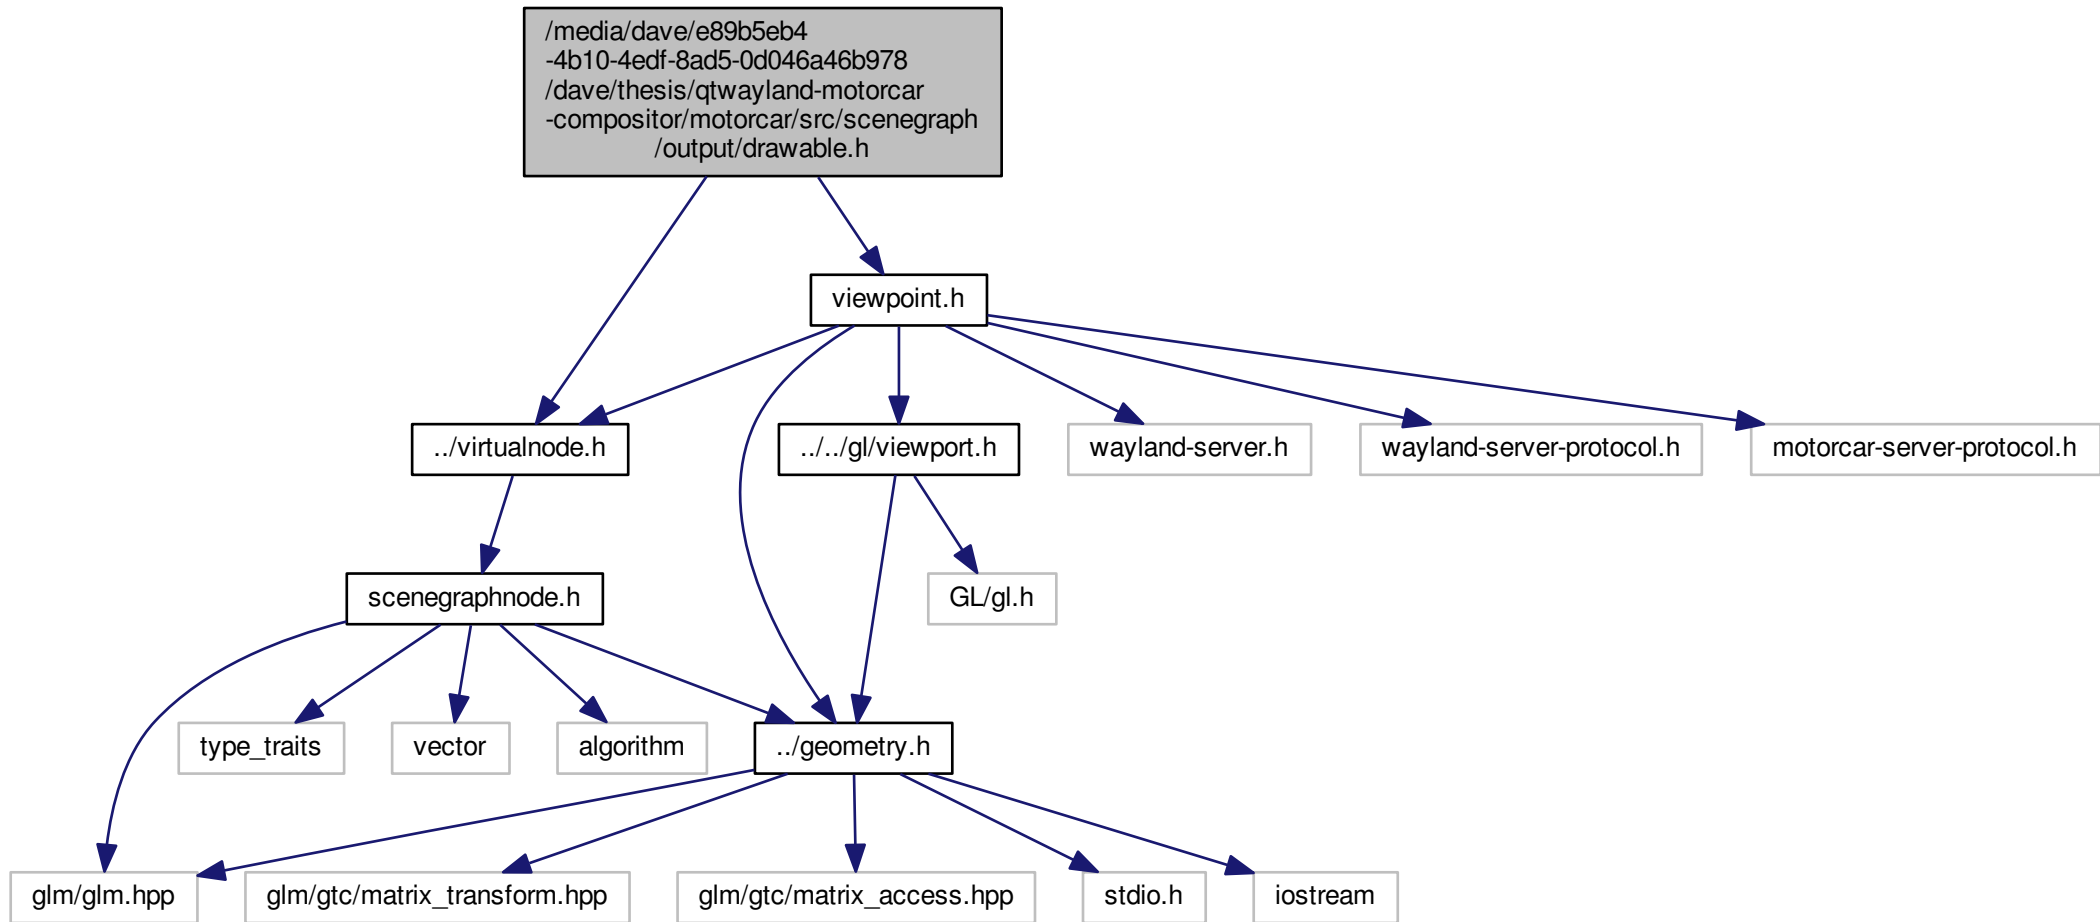 /media/dave/e89b5eb4
-4b10-4edf-8ad5-0d046a46b978
/dave/thesis/qtwayland-motorcar
-compositor/motorcar/src/scenegraph
/output/drawable.h
viewpoint.h
../virtualnode.h
../../gl/viewport.h
wayland-server.h
wayland-server-protocol.h
motorcar-server-protocol.h
scenegraphnode.h
GL/gl.h
type_traits
vector
algorithm
../geometry.h
glm/glm.hpp
glm/gtc/matrix_transform.hpp
glm/gtc/matrix_access.hpp
stdio.h
iostream